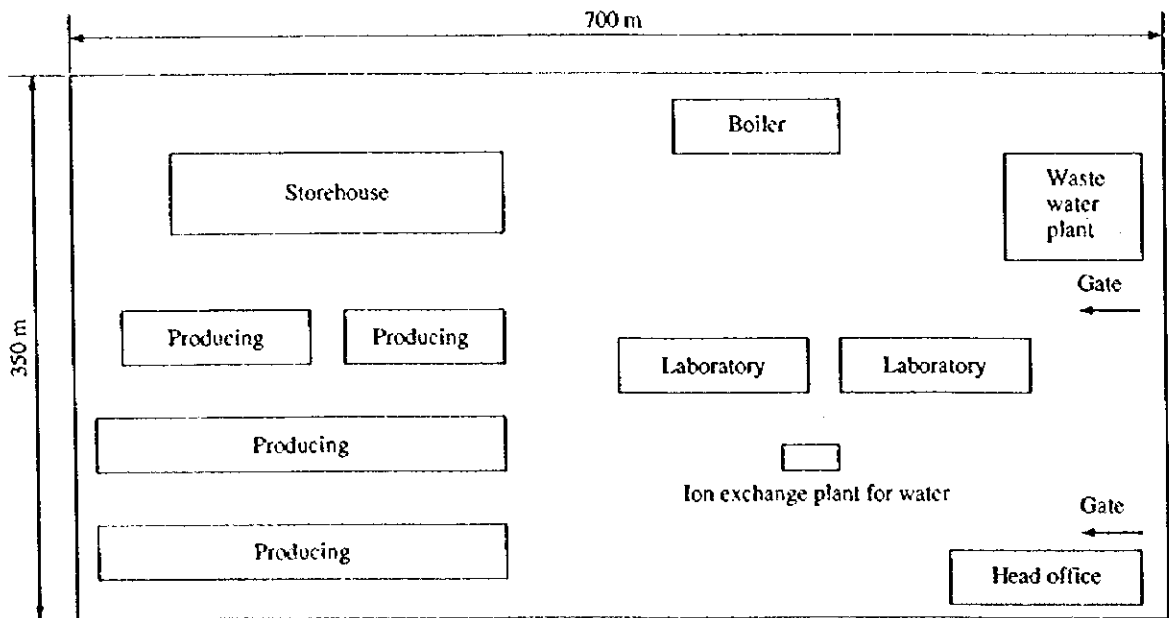 700 m
350 m
Boiler
Storehouse
Waste
water
plant
Gate
Producing
Producing
Laboratory
Laboratory
Producing
Ion exchange plant for water
Gate
Producing
Head office